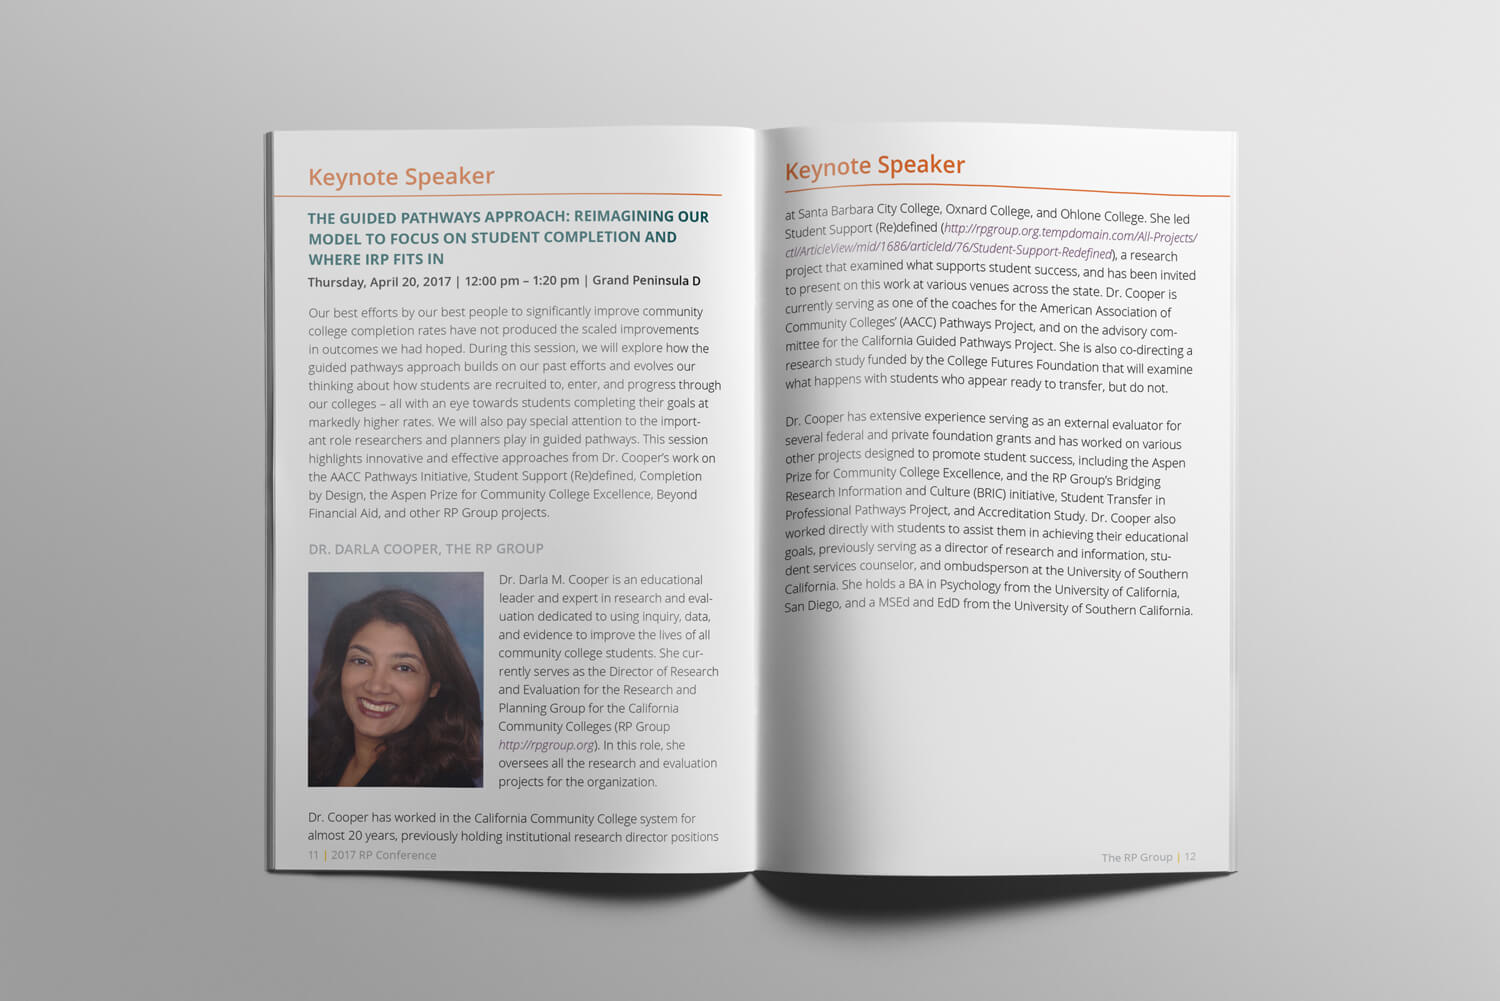 Keynote Speaker
THE GUIDED PATHWAYS APPROACH: REIMAGINING OUR
MODEL TO FOCUS ON STUDENT COMPLETION AND
WHERE IRP FITS IN
Thursday, April 20, 2017 | 12:00 pm – 1:20 pm | Grand Peninsula D
Our best efforts by our best people to significantly improve community
college completion rates have not produced the scaled improvements
in outcomes we had hoped. During this session, we will explore how the
guided pathways approach builds on our past efforts and evolves our
thinking about how students are recruited to, enter, and progress through
our colleges – all with an eye towards students completing their goals at
markedly higher rates. We will also pay special attention to the import-
ant role researchers and planners play in guided pathways. This session
highlights innovative and effective approaches from Dr. Cooper's work on
the AACC Pathways Initiative, Student Support (Re)defined, Completion
by Design, the Aspen Prize for Community College Excellence, Beyond
Financial Aid, and other RP Group projects.
DR. DARLA COOPER, THE RP GROUP
Dr. Darla M. Cooper is an educational
leader and expert in research and eval-
uation dedicated to using inquiry, data,
and evidence to improve the lives of all
community college students. She cur-
rently serves as the Director of Research
and Evaluation for the Research and
Planning Group for the California
Community Colleges (RP Group
http://rpgroup.org). In this role, she
oversees all the research and evaluation
projects for the organization.
Dr. Cooper has worked in the California Community College system for
almost 20 years, previously holding institutional research director positions
11 | 2017 RP Conference
Keynote Speaker
at Santa Barbara City College, Oxnard College, and Ohlone College. She led
Student Support (Re)defined (http://rpgroup.org.tempdomain.com/All-Projects/
ctl/ArticleView/mid/1686/articleId/76/Student-Support-Redefined), a research
project that examined what supports student success, and has been invited
to present on this work at various venues across the state. Dr. Cooper is
currently serving as one of the coaches for the American Association of
Community Colleges' (AACC) Pathways Project, and on the advisory com-
mittee for the California Guided Pathways Project. She is also co-directing a
research study funded by the College Futures Foundation that will examine
what happens with students who appear ready to transfer, but do not.
Dr. Cooper has extensive experience serving as an external evaluator for
several federal and private foundation grants and has worked on various
other projects designed to promote student success, including the Aspen
Prize for Community College Excellence, and the RP Group's Bridging
Research Information and Culture (BRIC) initiative, Student Transfer in
Professional Pathways Project, and Accreditation Study. Dr. Cooper also
worked directly with students to assist them in achieving their educational
goals, previously serving as a director of research and information, stu-
dent services counselor, and ombudsperson at the University of Southern
California. She holds a BA in Psychology from the University of California,
San Diego, and a MSEd and EdD from the University of Southern California.
The RP Group | 12